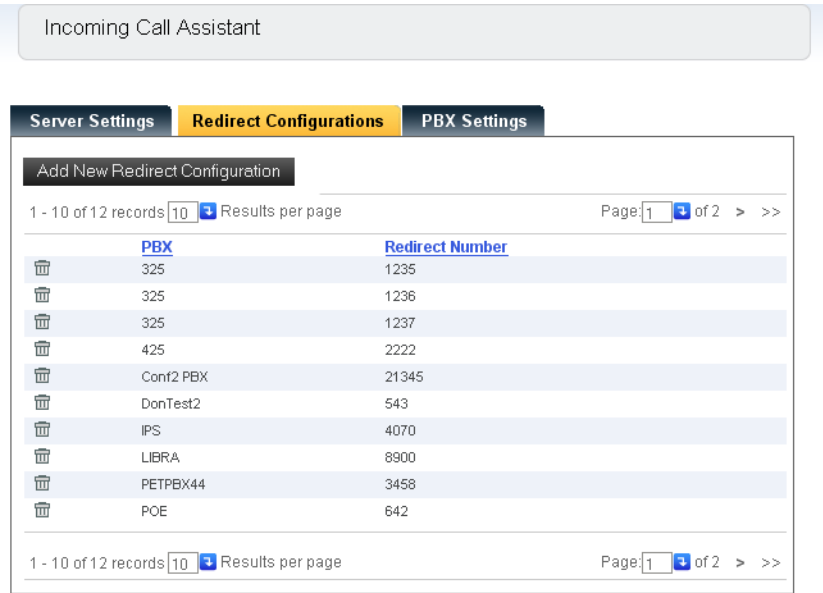 Incoming Call Assistant
Server Settings Redirect Configurations PBX Settings
Add New Redirect Configuration
1 - 10 of 12 records 10 Results per page Page: 1 of 2 > >>
PBX Redirect Number
325 1235
325 1236
325 1237
425 2222
Conf2 PBX 21345
DonTest2 543
IPS 4070
LIBRA 8900
PETPBX44 3458
POE 642
1 - 10 of 12 records 10 Results per page Page: 1 of 2 > >>